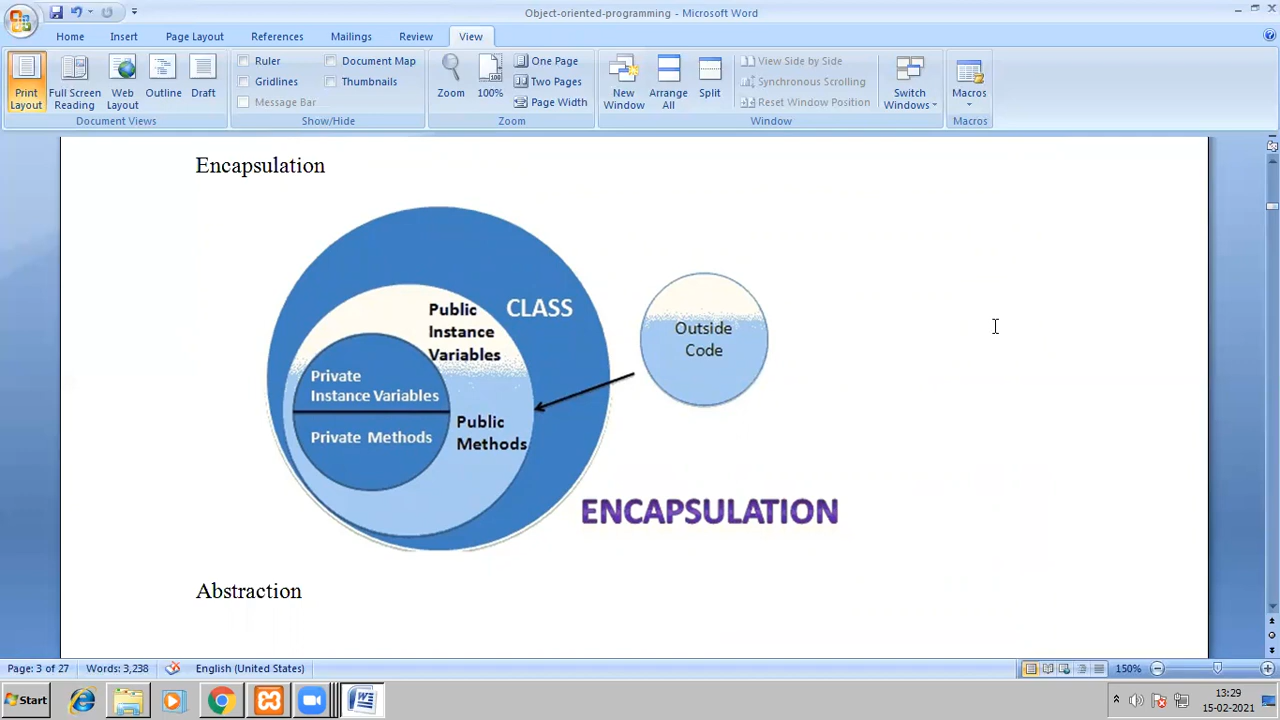 Object-oriented-programming - Microsoft Word
Home Insert Page Layout References Mailings Review View
Print Layout
Full Screen Reading
Web Layout
Outline
Draft
Document Views
Ruler
Gridlines
Message Bar
Document Map
Thumbnails
Show/Hide
Zoom
100%
One Page
Two Pages
Page Width
Zoom
New Window
Arrange All
Split
View Side by Side
Synchronous Scrolling
Reset Window Position
Window
Switch Windows
Macros
Macros
Encapsulation
CLASS
Public
Instance
Variables
Private
Instance Variables
Private Methods
Public
Methods
Outside
Code
ENCAPSULATION
Abstraction
Page: 3 of 27 Words: 3,238 English (United States) 150%
Start
13:29
15-02-2021